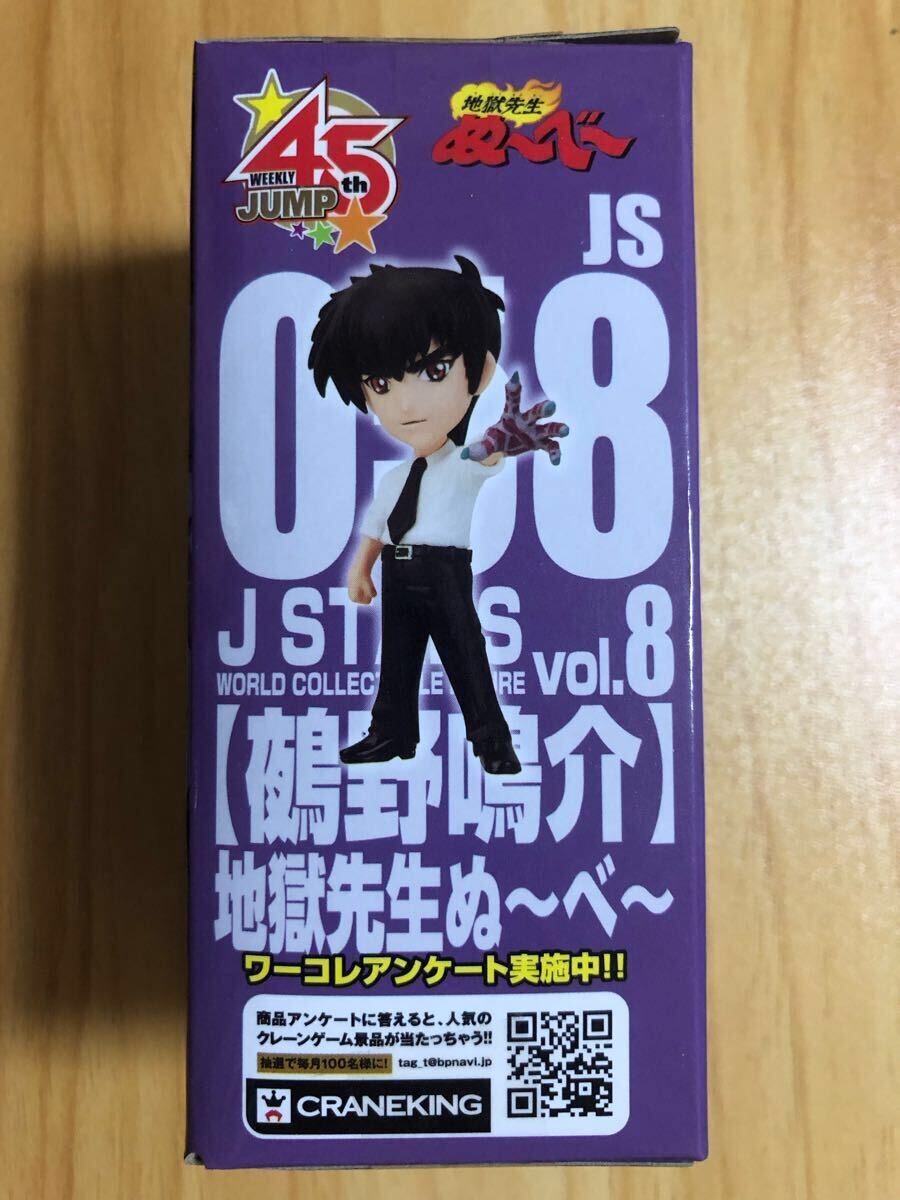 WEEKLY
JUMP
45th
地獄先生
ぬ〜べ〜
JS
J STARS
WORLD COLLECTABLE FIGURE vol.8
【鵺野鳴介】
地獄先生ぬ〜べ〜
ワーコレアンケート実施中!!
商品アンケートに答えると、人気の
クレーンゲーム景品が当たっちゃう!!
抽選で毎月100名様に! tag_t@bpnavi.jp
CRANEKING